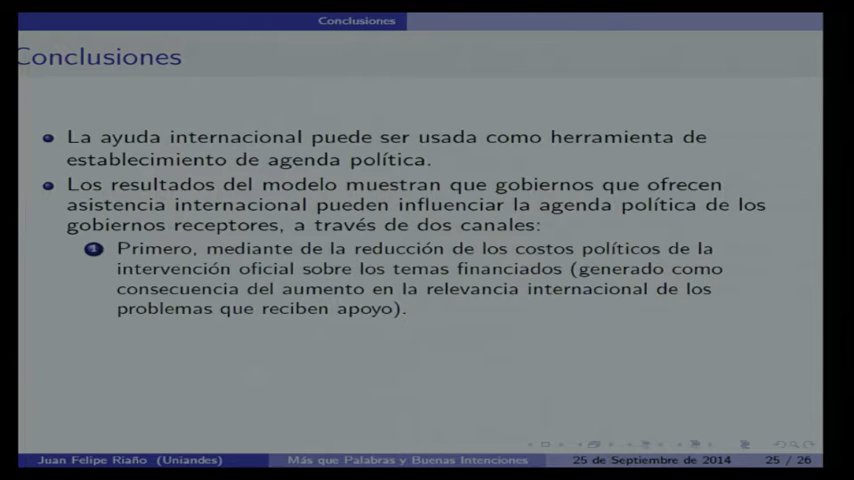 Conclusiones
Conclusiones
La ayuda internacional puede ser usada como herramienta de
establecimiento de agenda política.
Los resultados del modelo muestran que gobiernos que ofrecen
asistencia internacional pueden influenciar la agenda política de los
gobiernos receptores, a través de dos canales:
1 Primero, mediante de la reducción de los costos políticos de la
intervención oficial sobre los temas financiados (generado como
consecuencia del aumento en la relevancia internacional de los
problemas que reciben apoyo).
Juan Felipe Riaño (Uniandes) Más que Palabras y Buenas Intenciones 25 de Septiembre de 2014 25 / 26